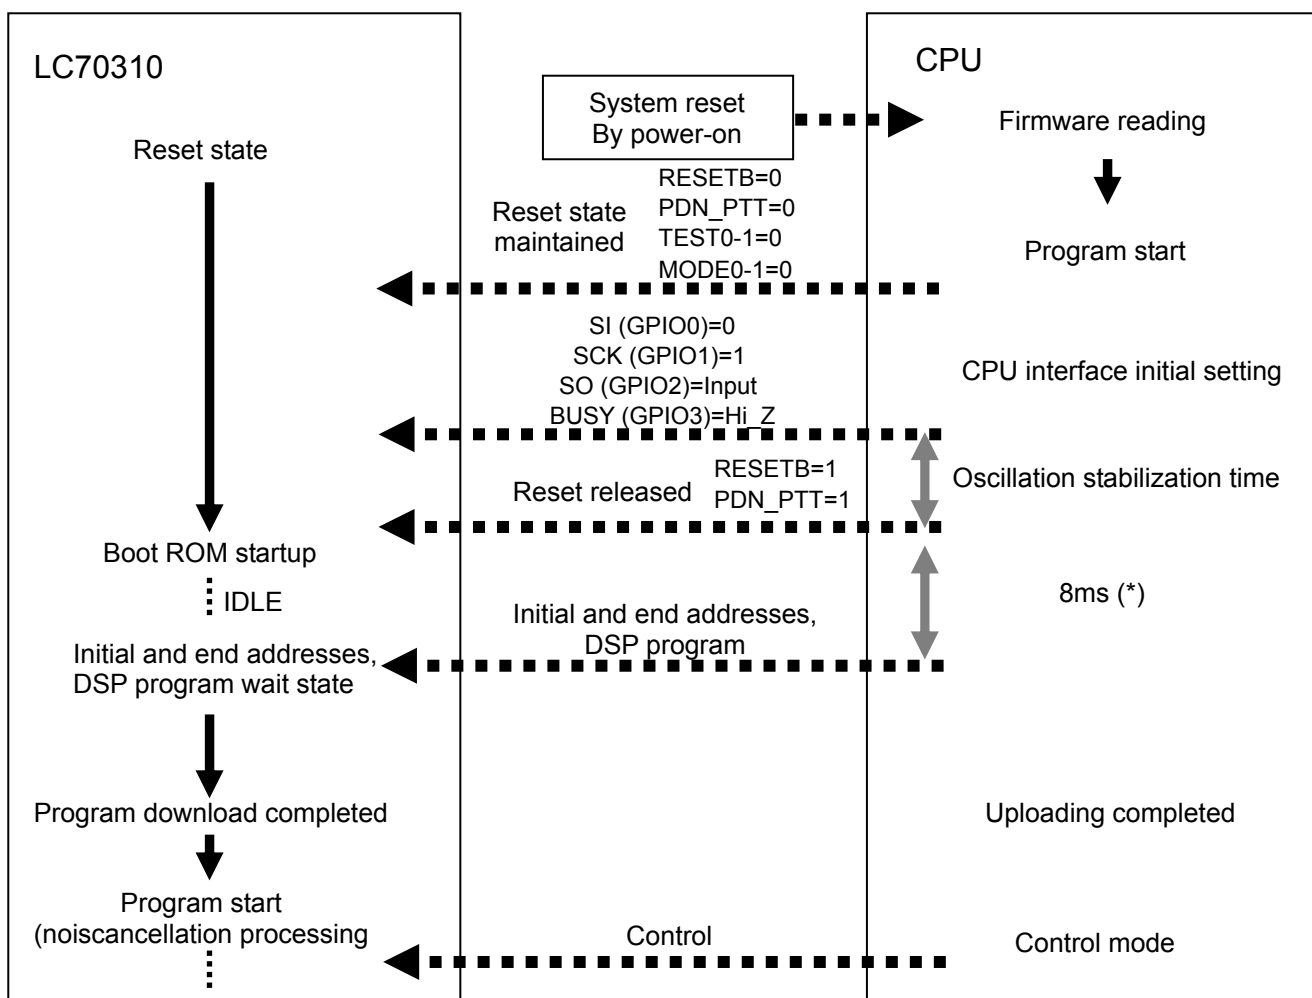 LC70310
CPU
System reset
By power-on
Firmware reading
Reset state
RESETB=0
PDN_PTT=0
TEST0-1=0
MODE0-1=0
Reset state
maintained
Program start
SI (GPIO0)=0
SCK (GPIO1)=1
SO (GPIO2)=Input
BUSY (GPIO3)=Hi_Z
CPU interface initial setting
RESETB=1
PDN_PTT=1
Reset released
Oscillation stabilization time
Boot ROM startup
IDLE
8ms (*)
Initial and end addresses,
DSP program
Initial and end addresses,
DSP program wait state
Program download completed
Uploading completed
Program start
(noiscancellation processing
Control
Control mode